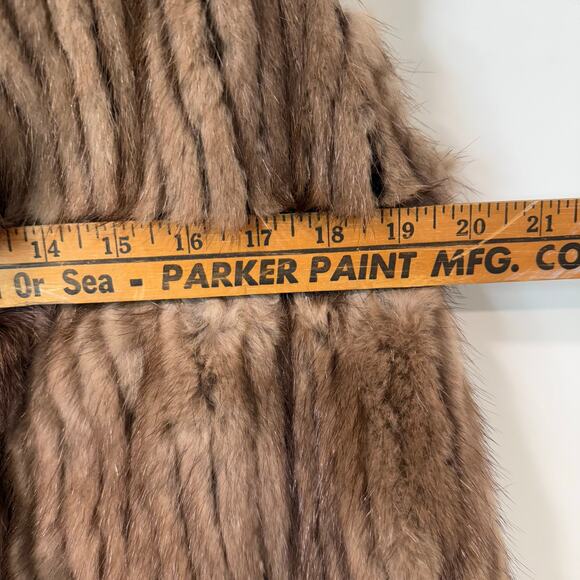 14 15 16 17 18 19 20 21
Or Sea - PARKER PAINT MFG. CO